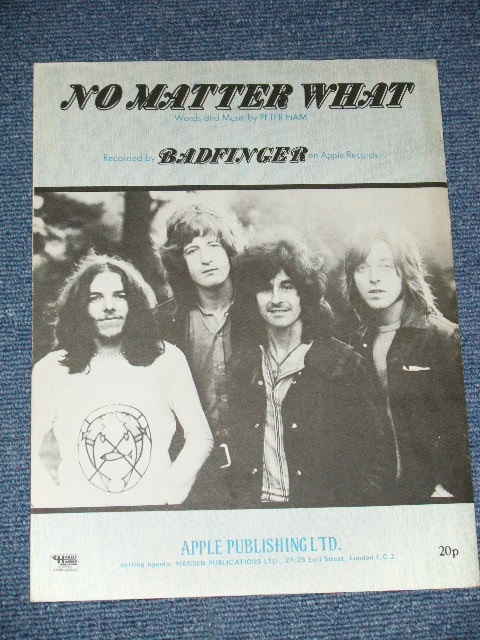 NO MATTER WHAT
Words and Music by PETER HAM
Recorded by BADFINGER on Apple Records
APPLE PUBLISHING LTD.
selling agents: HANSEN PUBLICATIONS LTD., 21-25 Earl Street, London E.C.2.
20p